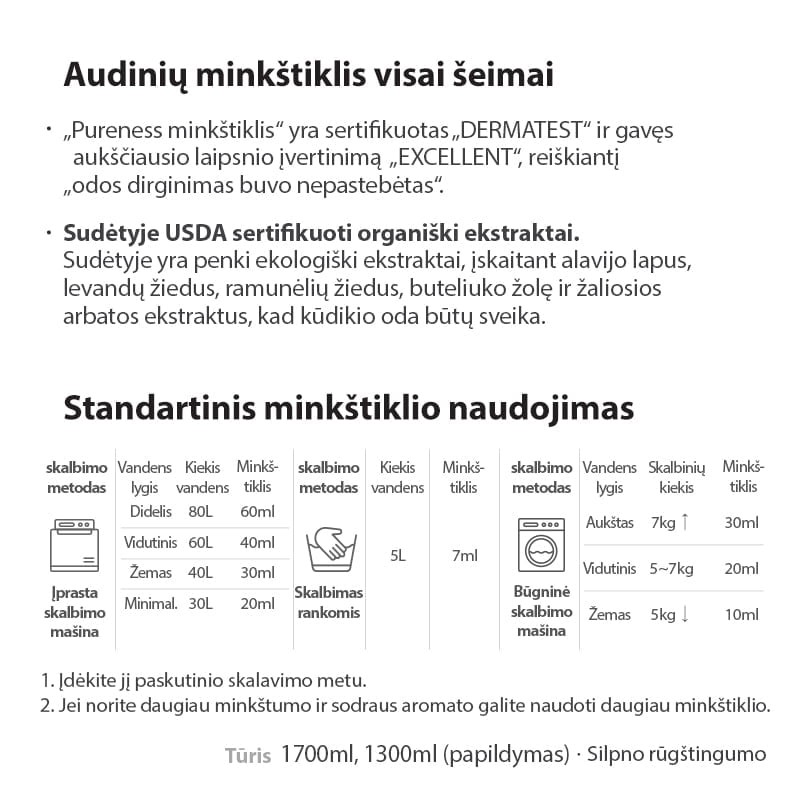 Audinių minkštiklis visai šeimai
· „Pureness minkštiklis“ yra sertifikuotas „DERMATEST“ ir gavęs
aukščiausio laipsnio įvertinimą „EXCELLENT“, reiškiantį
„odos dirginimas buvo nepastebėtas“.
· Sudėtyje USDA sertifikuoti organiški ekstraktai.
Sudėtyje yra penki ekologiški ekstraktai, įskaitant alavijo lapus,
levandų žiedus, ramunėlių žiedus, buteliuko žolę ir žaliosios
arbatos ekstraktus, kad kūdikio oda būtų sveika.
Standartinis minkštiklio naudojimas
skalbimo metodas
Vandens lygis
Kiekis vandens
Minkš-tiklis
Įprasta skalbimo mašina
Didelis 80L 60ml
Vidutinis 60L 40ml
Žemas 40L 30ml
Minimal. 30L 20ml
skalbimo metodas
Kiekis vandens
Minkš-tiklis
Skalbimas rankomis
5L 7ml
skalbimo metodas
Vandens lygis
Skalbinių kiekis
Minkš-tiklis
Būgninė skalbimo mašina
Aukštas 7kg ↑ 30ml
Vidutinis 5~7kg 20ml
Žemas 5kg ↓ 10ml
1. Įdėkite jį paskutinio skalavimo metu.
2. Jei norite daugiau minkštumo ir sodraus aromato galite naudoti daugiau minkštiklio.
Tūris 1700ml, 1300ml (papildymas) · Silpno rūgštingumo